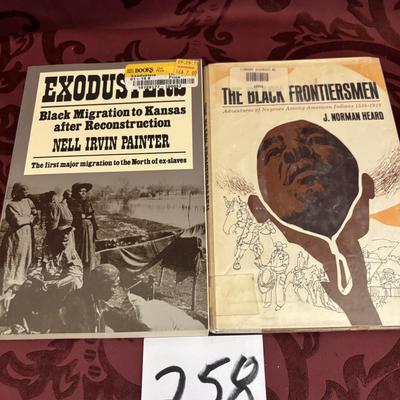 BOOKS
EXODUSTERS
Black Migration to Kansas
after Reconstruction
NELL IRVIN PAINTER
The first major migration to the North of ex-slaves
THE BLACK FRONTIERSMEN
Adventures of Negroes Among American Indians 1528-1918
J. NORMAN HEARD
258